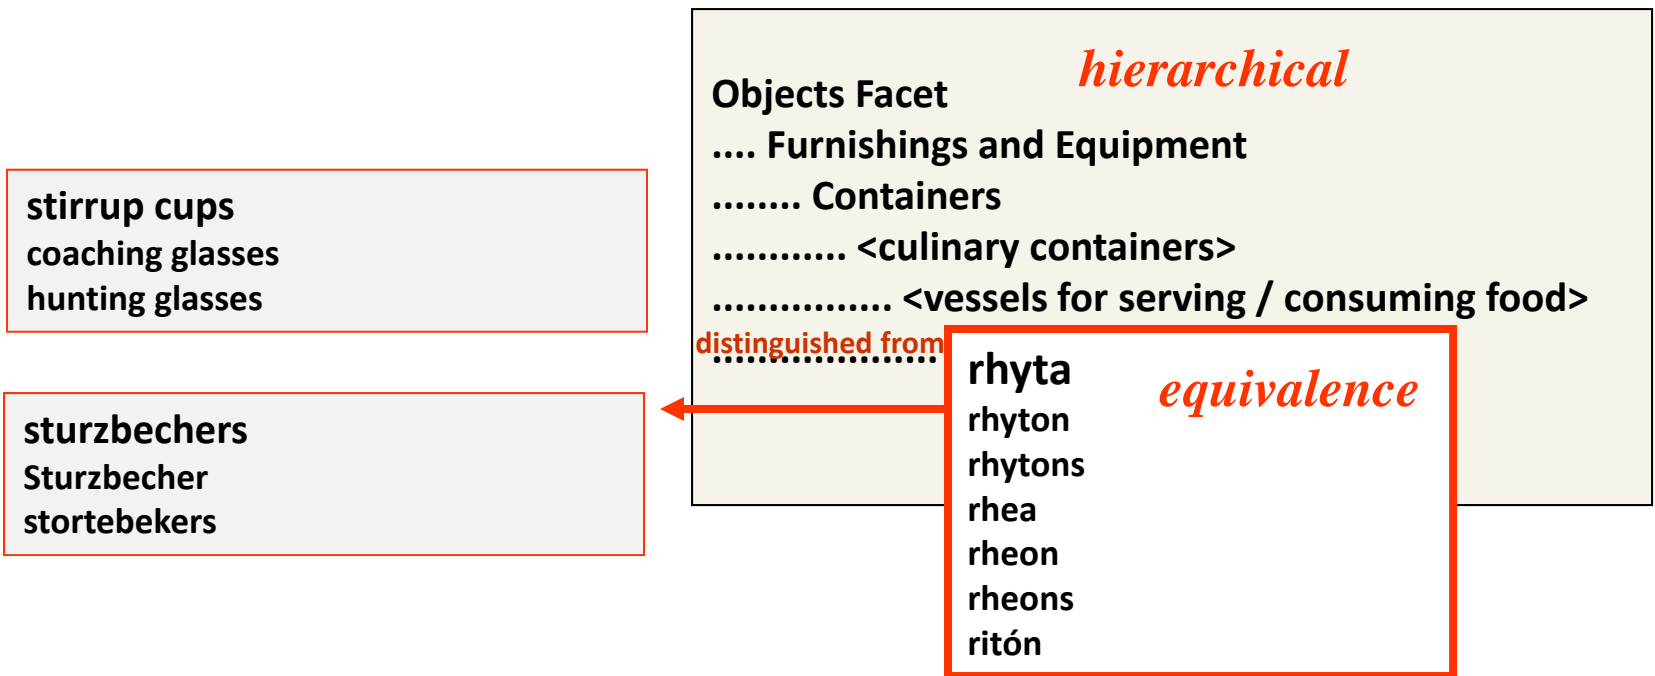 hierarchical
Objects Facet
.... Furnishings and Equipment
........ Containers
............ <culinary containers>
................ <vessels for serving / consuming food>
distinguished from
....................
rhyta
equivalence
rhyton
rhytons
rhea
rheon
rheons
ritón
stirrup cups
coaching glasses
hunting glasses
sturzbechers
Sturzbecher
stortebekers